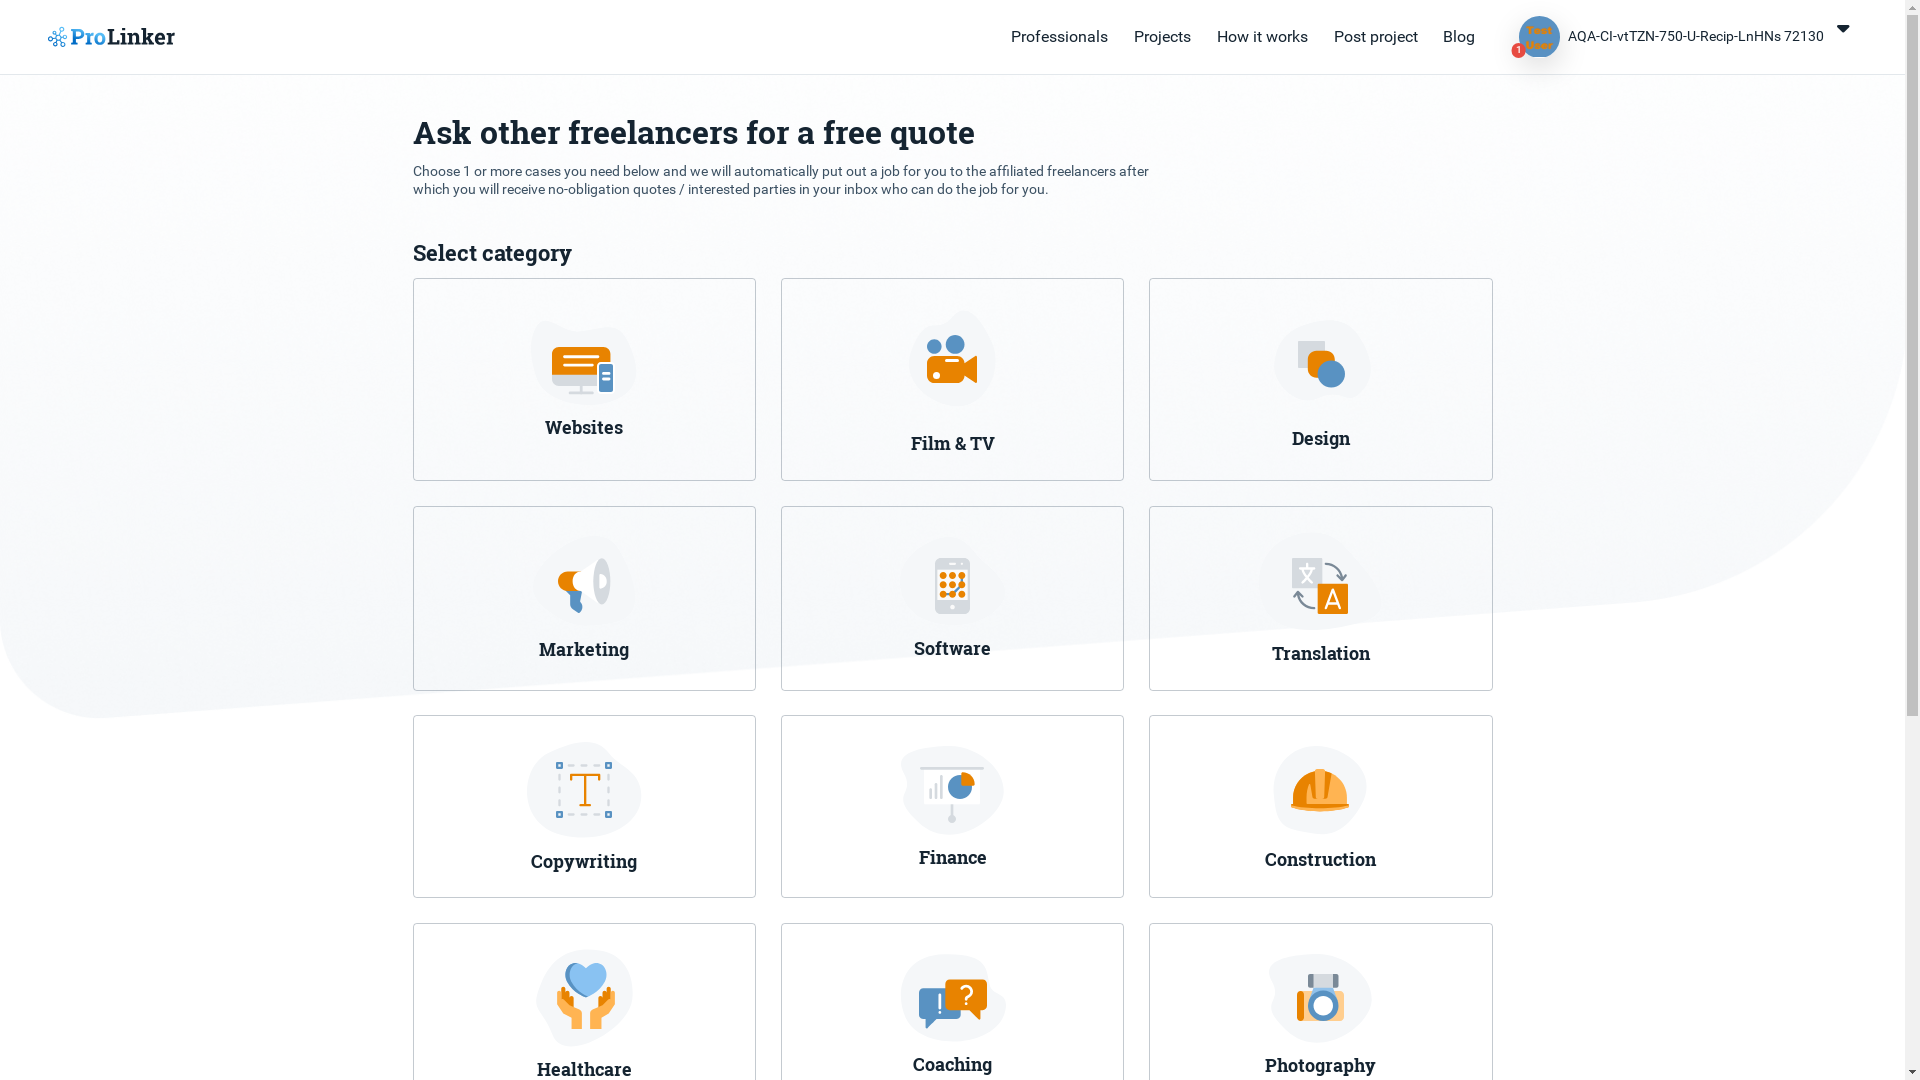 ProLinker
Professionals
Projects
How it works
Post project
Blog
Test
User
1
AQA-CI-vtTZN-750-U-Recip-LnHNs 72130
Ask other freelancers for a free quote
Choose 1 or more cases you need below and we will automatically put out a job for you to the affiliated freelancers after
which you will receive no-obligation quotes / interested parties in your inbox who can do the job for you.
Select category
Websites
Film & TV
Design
Marketing
Software
Translation
Copywriting
Finance
Construction
Healthcare
Coaching
Photography